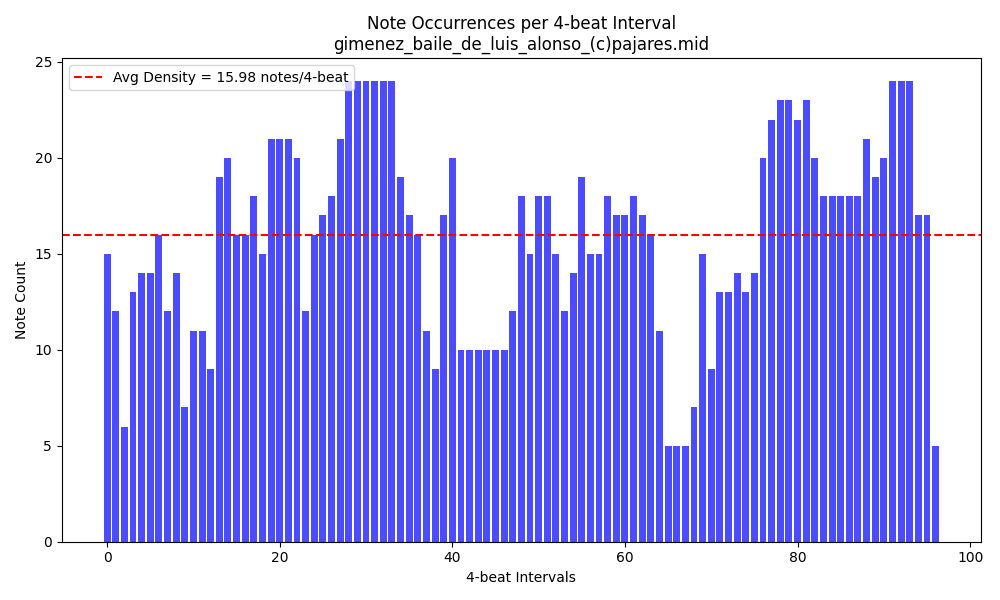 Note Occurrences per 4-beat Interval
gimenez_baile_de_luis_alonso_(c)pajares.mid
Avg Density = 15.98 notes/4-beat
25
20
15
10
5
0
Note Count
0 20 40 60 80 100
4-beat Intervals